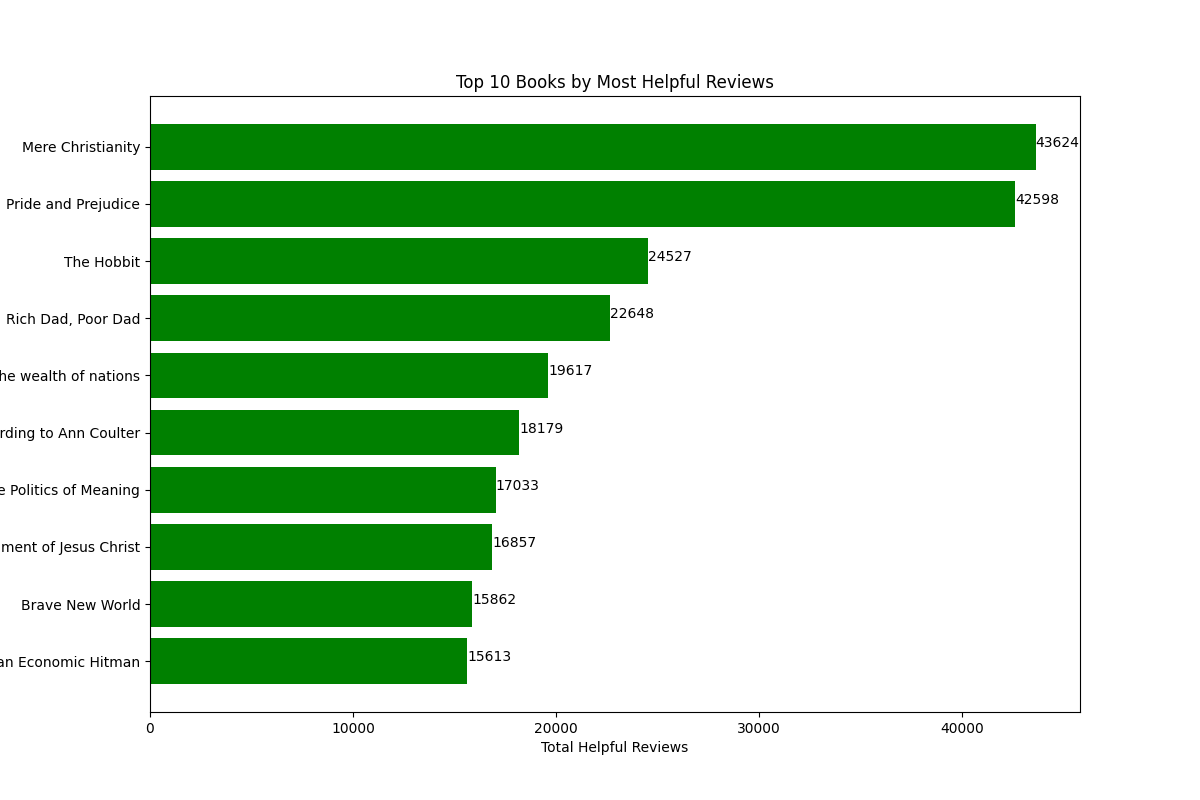 Top 10 Books by Most Helpful Reviews
Mere Christianity 43624
Pride and Prejudice 42598
The Hobbit 24527
Rich Dad, Poor Dad 22648
he wealth of nations 19617
rding to Ann Coulter 18179
e Politics of Meaning 17033
ment of Jesus Christ 16857
Brave New World 15862
an Economic Hitman 15613
0 10000 20000 30000 40000
Total Helpful Reviews